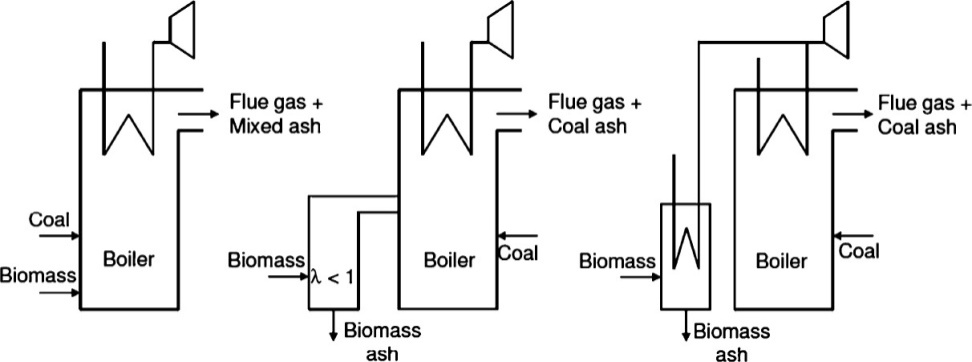 Flue gas +
Mixed ash
Coal
Biomass
Boiler
Flue gas +
Coal ash
Biomass
λ < 1
Boiler
Coal
Biomass
ash
Flue gas +
Coal ash
Biomass
Boiler
Coal
Biomass
ash